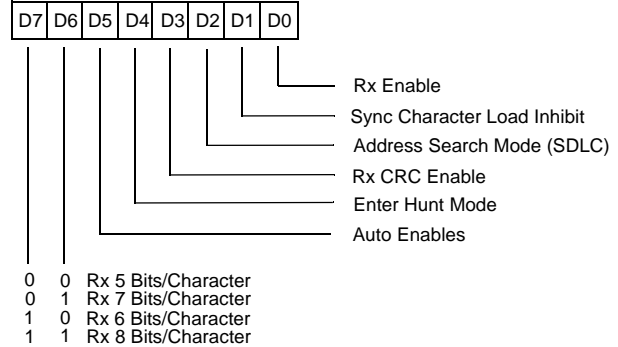 D7 D6 D5 D4 D3 D2 D1 D0
Rx Enable
Sync Character Load Inhibit
Address Search Mode (SDLC)
Rx CRC Enable
Enter Hunt Mode
Auto Enables
0 0 Rx 5 Bits/Character
0 1 Rx 7 Bits/Character
1 0 Rx 6 Bits/Character
1 1 Rx 8 Bits/Character